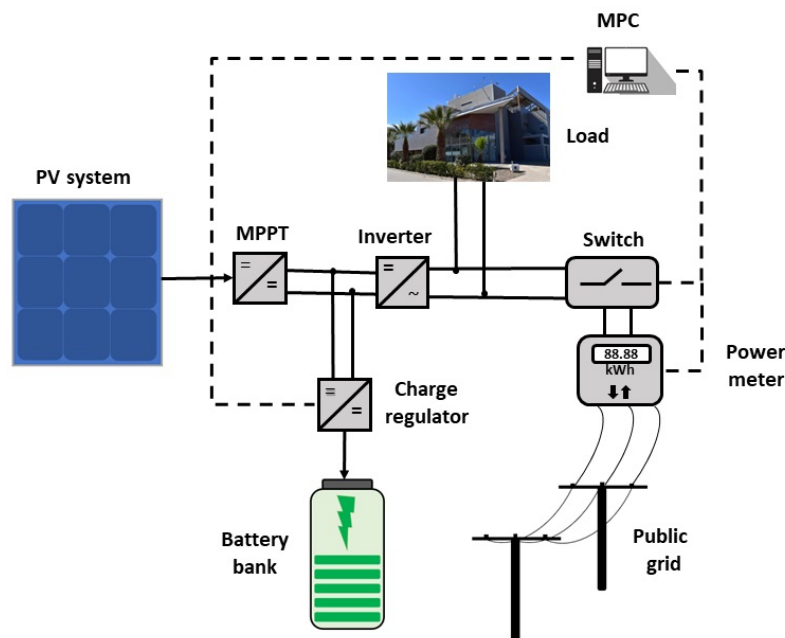 MPC
Load
PV system
MPPT
Inverter
Switch
88.88
kWh
Power
meter
Charge
regulator
Battery
bank
Public
grid